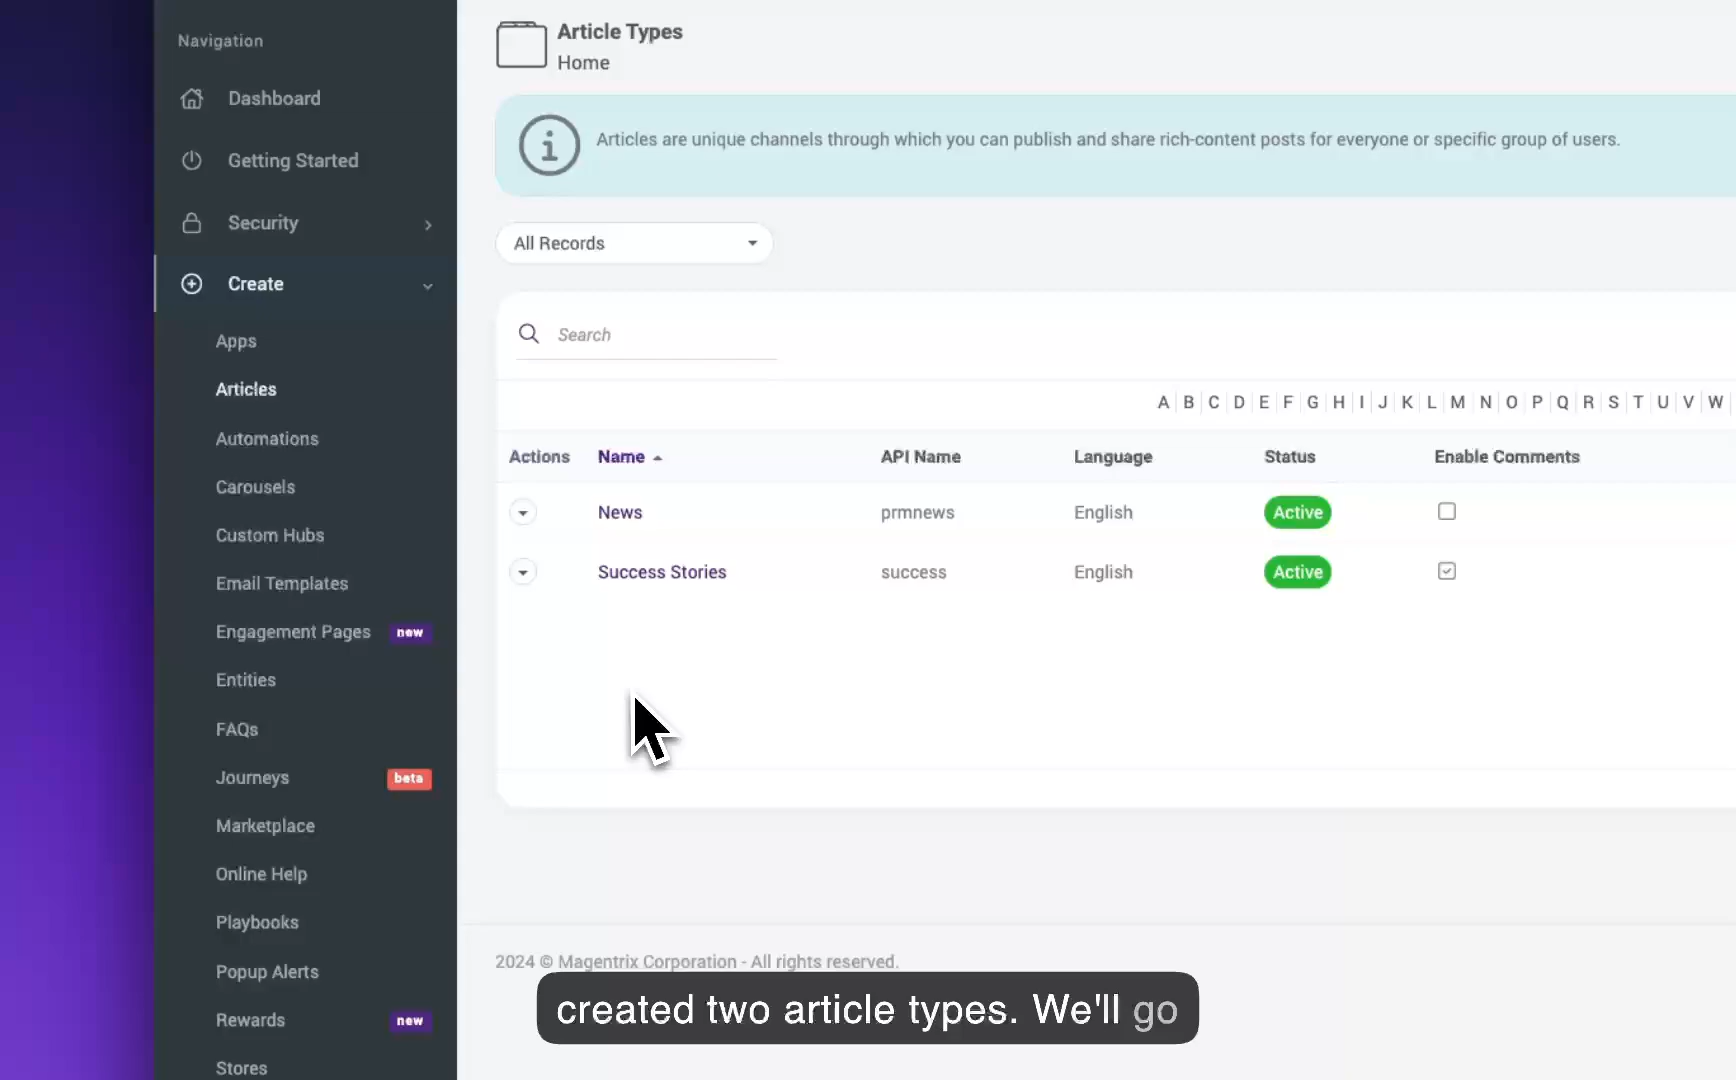 Navigation
Dashboard
Getting Started
Security
Create
Apps
Articles
Automations
Carousels
Custom Hubs
Email Templates
Engagement Pages new
Entities
FAQs
Journeys beta
Marketplace
Online Help
Playbooks
Popup Alerts
Rewards new
Stores
Article Types
Home
Articles are unique channels through which you can publish and share rich-content posts for everyone or specific group of users.
All Records
Search
A B C D E F G H I J K L M N O P Q R S T U V W
Actions Name API Name Language Status Enable Comments
News prmnews English Active
Success Stories success English Active
2024 © Magentrix Corporation - All rights reserved.
created two article types. We'll go